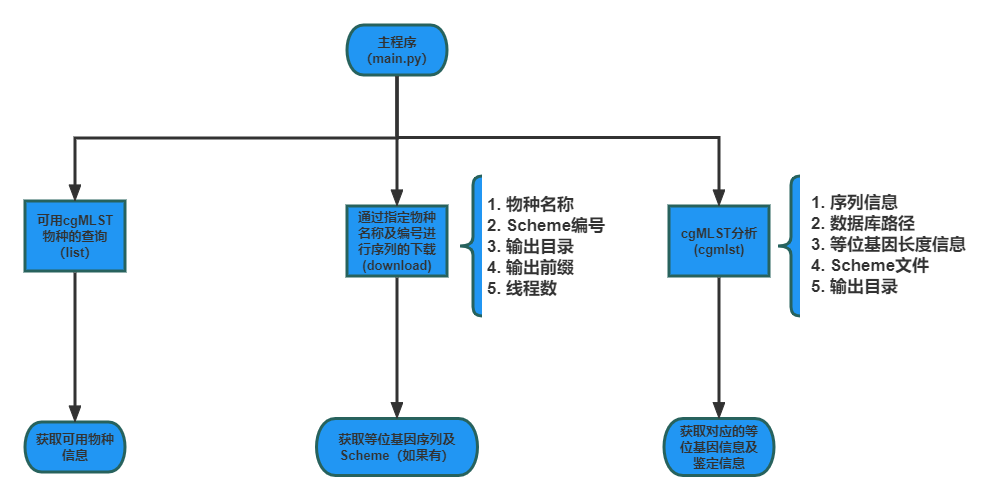 主程序
（main.py）
可用cgMLST
物种的查询
（list）
通过指定物种
名称及编号进
行序列的下载
(download)
1. 物种名称
2. Scheme编号
3. 输出目录
4. 输出前缀
5. 线程数
cgMLST分析
(cgmlst)
1. 序列信息
2. 数据库路径
3. 等位基因长度信息
4. Scheme文件
5. 输出目录
获取可用物种
信息
获取等位基因序列及
Scheme（如果有）
获取对应的等
位基因信息及
鉴定信息